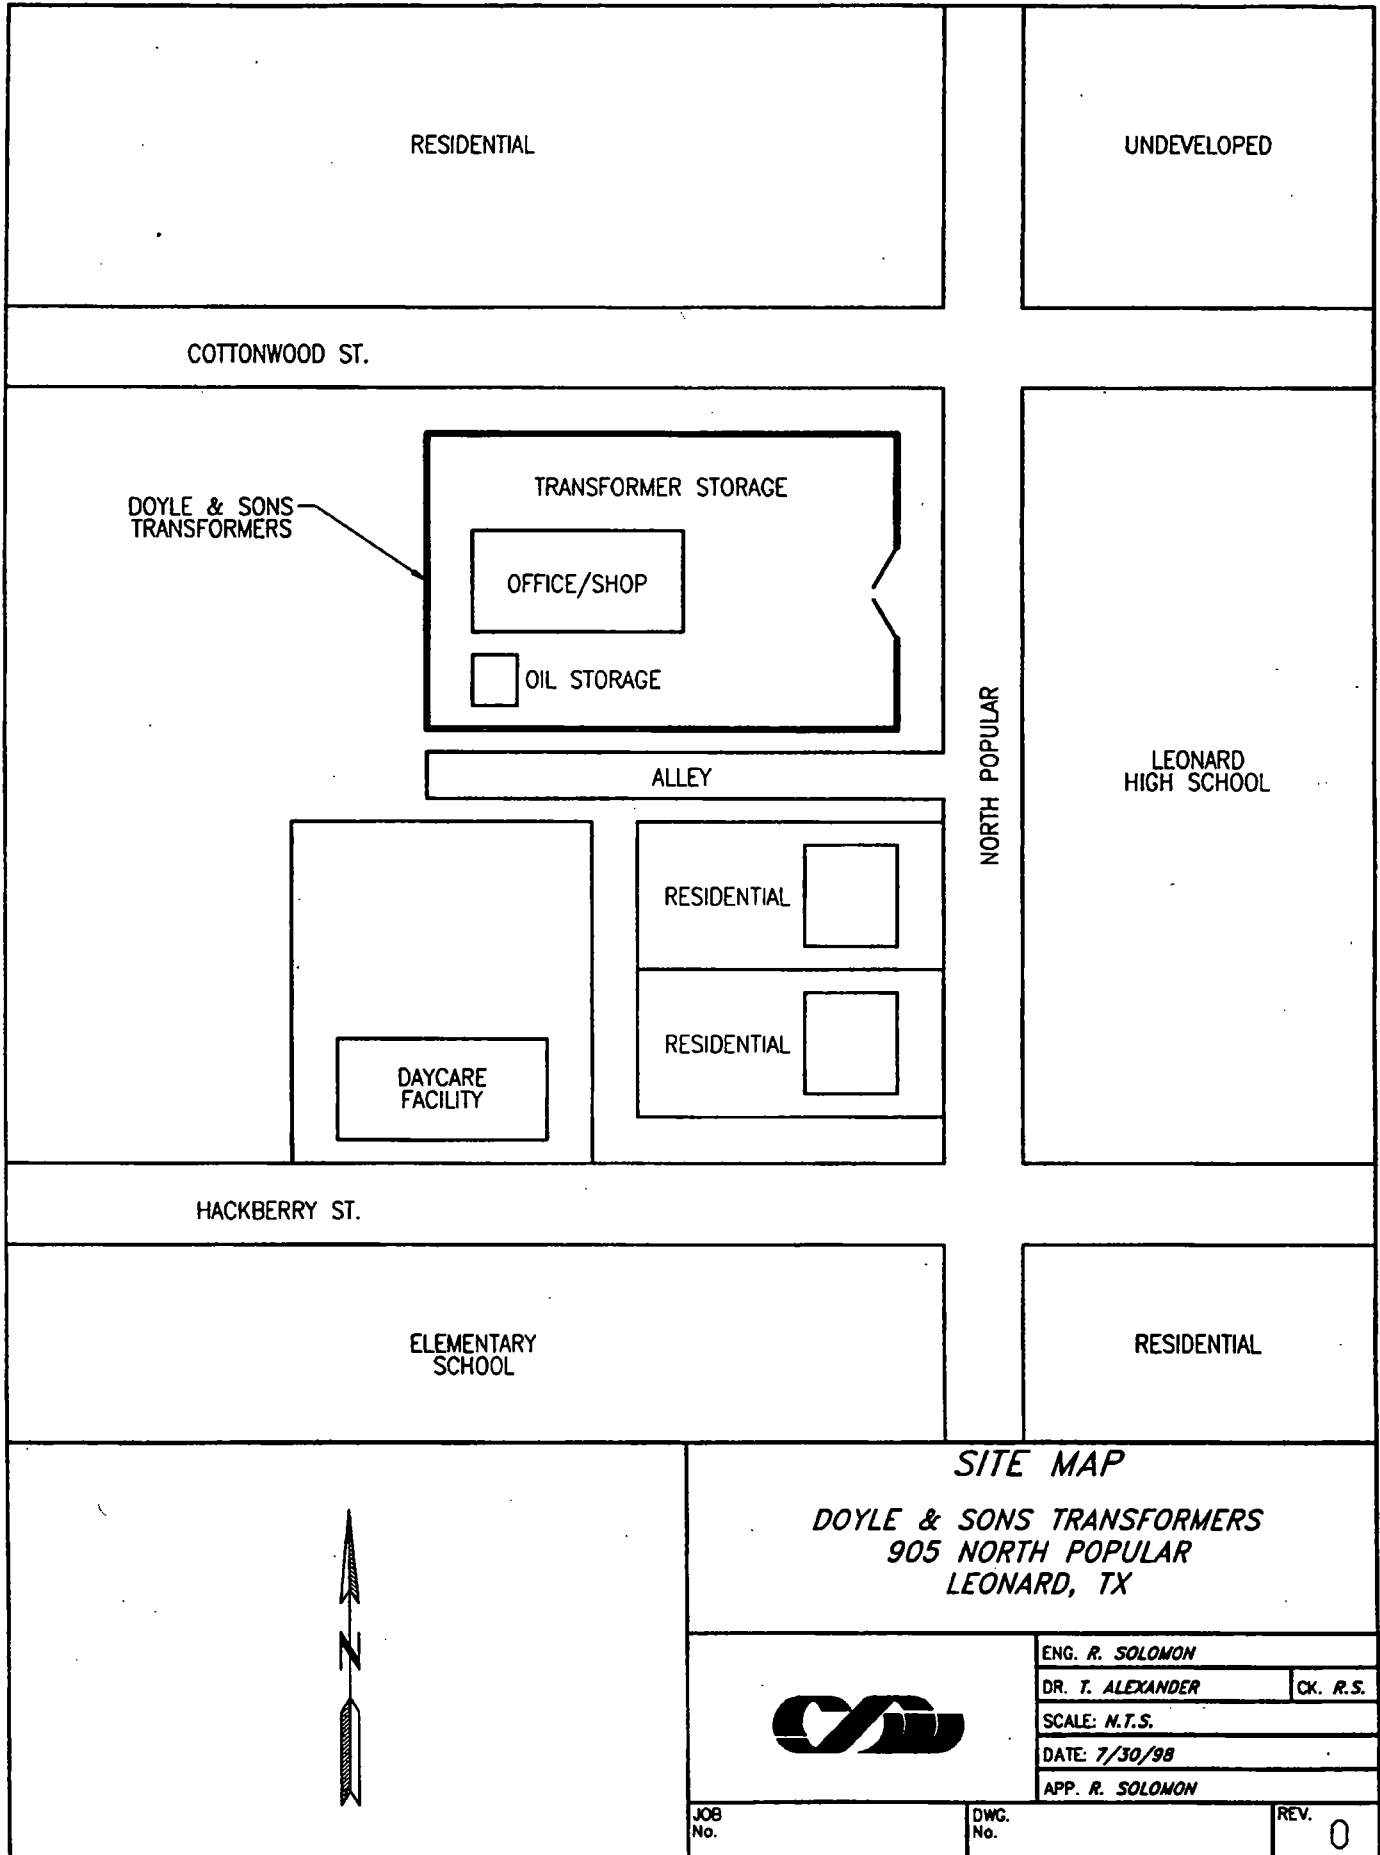 RESIDENTIAL
UNDEVELOPED
COTTONWOOD ST.
TRANSFORMER STORAGE
DOYLE & SONS
TRANSFORMERS
OFFICE/SHOP
OIL STORAGE
NORTH POPULAR
LEONARD
HIGH SCHOOL
ALLEY
RESIDENTIAL
RESIDENTIAL
DAYCARE
FACILITY
HACKBERRY ST.
ELEMENTARY
SCHOOL
RESIDENTIAL
SITE MAP
DOYLE & SONS TRANSFORMERS
905 NORTH POPULAR
LEONARD, TX
N
ENG. R. SOLOMON
DR. T. ALEXANDER
CK. R.S.
SCALE: N.T.S.
DATE: 7/30/98
APP. R. SOLOMON
JOB
No.
DWG.
No.
REV.
0